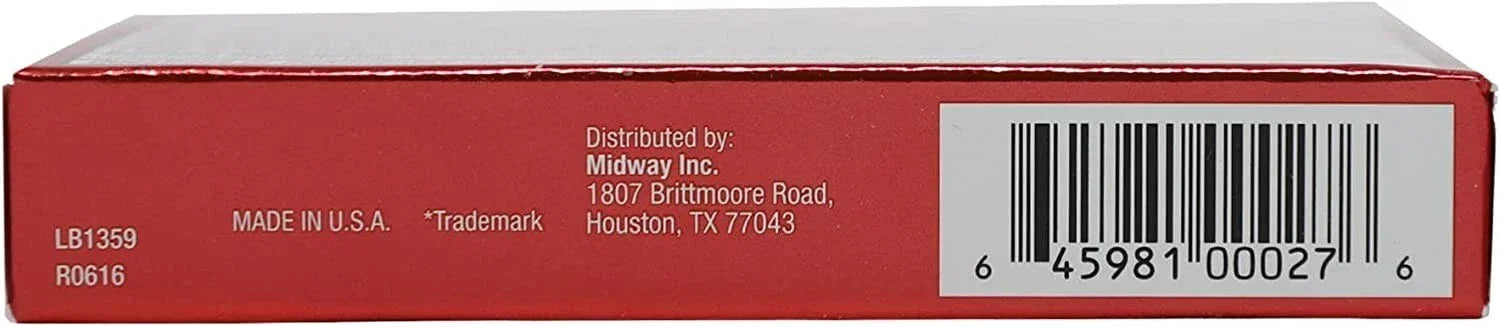 LB1359
R0616
MADE IN U.S.A. *Trademark
Distributed by:
Midway Inc.
1807 Brittmoore Road,
Houston, TX 77043
6 45981 00027 6